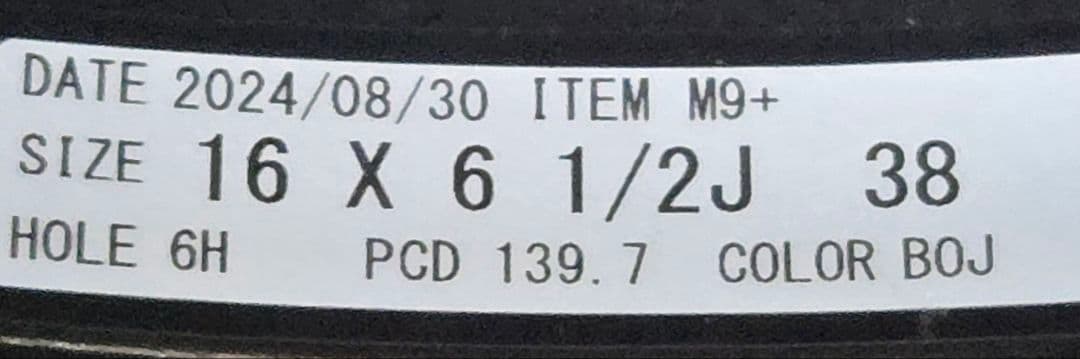 DATE 2024/08/30 ITEM M9+
SIZE 16 X 6 1/2J 38
HOLE 6H PCD 139.7 COLOR BOJ